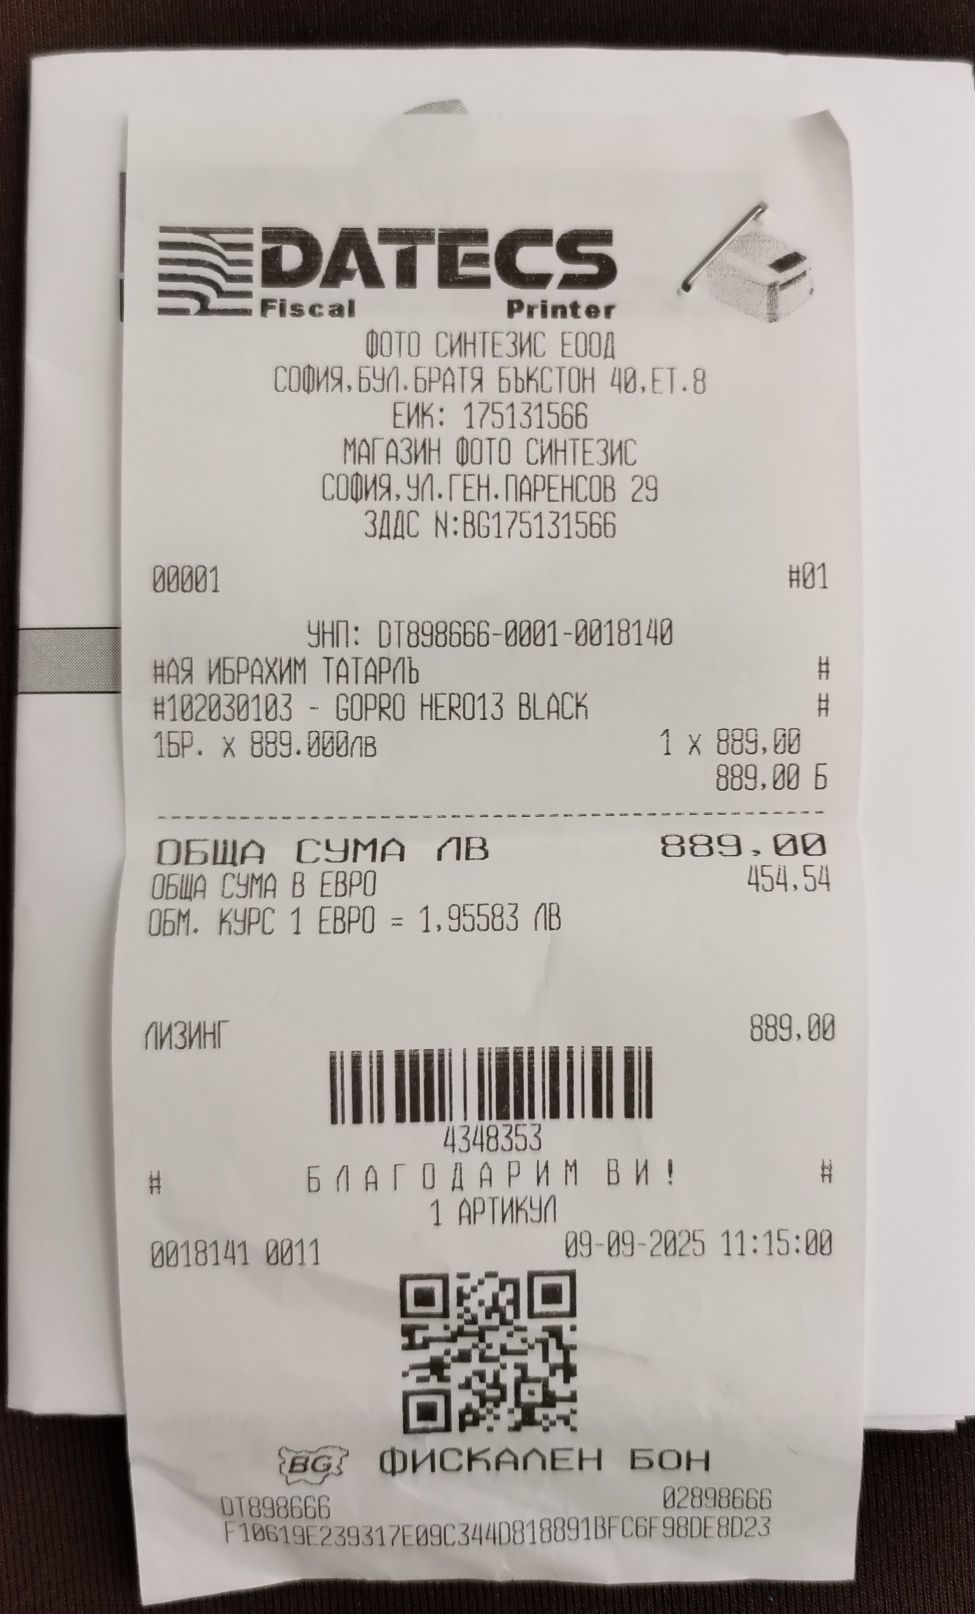 DATECS
Fiscal Printer
ФОТО СИНТЕЗИС ЕООД
СОФИЯ,БУЛ.БРАТЯ БЪКСТОН 40,ЕТ.8
ЕИК: 175131566
МАГАЗИН ФОТО СИНТЕЗИС
СОФИЯ,УЛ.ГЕН.ПАРЕНСОВ 29
ЗДДС N:BG175131566
00001 #01
УНП: DT898666-0001-0018140
#АЯ ИБРАХИМ ТАТАРЛЪ #
#102030103 - GOPRO HERO13 BLACK #
1БР. x 889.000лв 1 x 889,00
889,00 Б
ОБЩА СУМА ЛВ 889,00
ОБЩА СУМА В ЕВРО 454,54
ОБМ. КУРС 1 ЕВРО = 1,95583 ЛВ
ЛИЗИНГ 889,00
4348353
# БЛАГОДАРИМ ВИ! #
1 АРТИКУЛ
0018141 0011 09-09-2025 11:15:00
BG ФИСКАЛЕН БОН
DT898666 02898666
F10619E239317E09C344D818891BFC6F98DE8D23